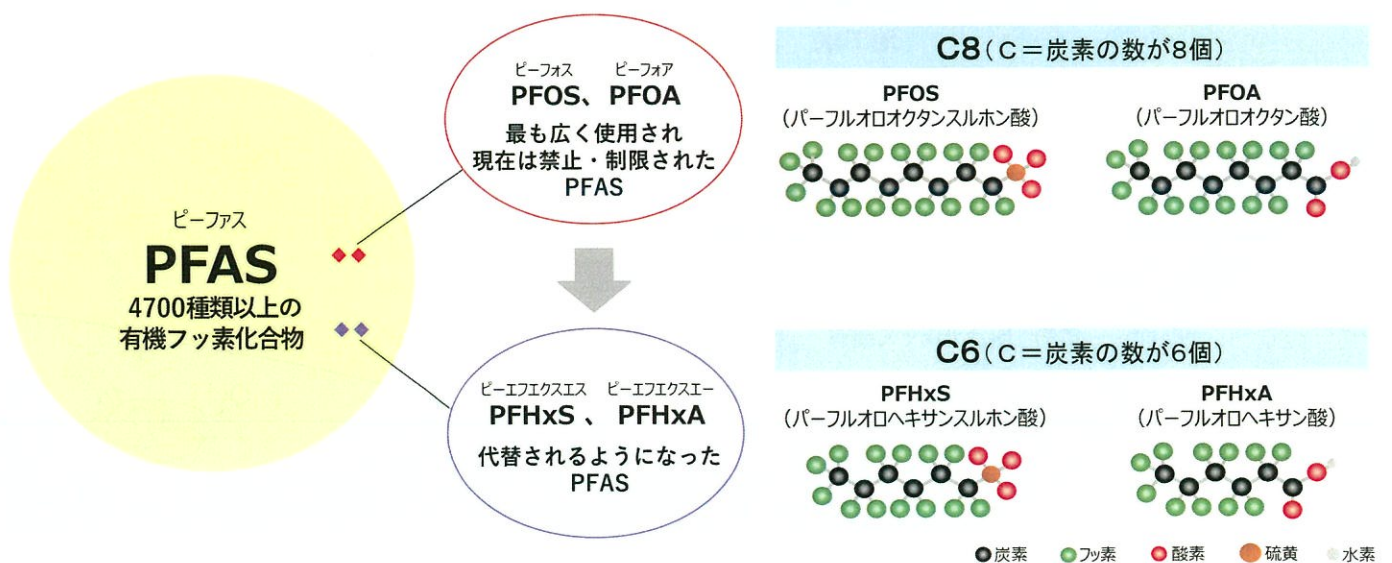 ピーファス
PFAS
4700種類以上の
有機フッ素化合物
ピーフォス ピーフォア
PFOS、PFOA
最も広く使用され
現在は禁止・制限された
PFAS
ピーエフエクスエス ピーエフエクスエー
PFHxS、PFHxA
代替されるようになった
PFAS
C8(C=炭素の数が8個)
PFOS
(パーフルオロオクタンスルホン酸)
PFOA
(パーフルオロオクタン酸)
C6(C=炭素の数が6個)
PFHxS
(パーフルオロヘキサンスルホン酸)
PFHxA
(パーフルオロヘキサン酸)
炭素 フッ素 酸素 硫黄 水素